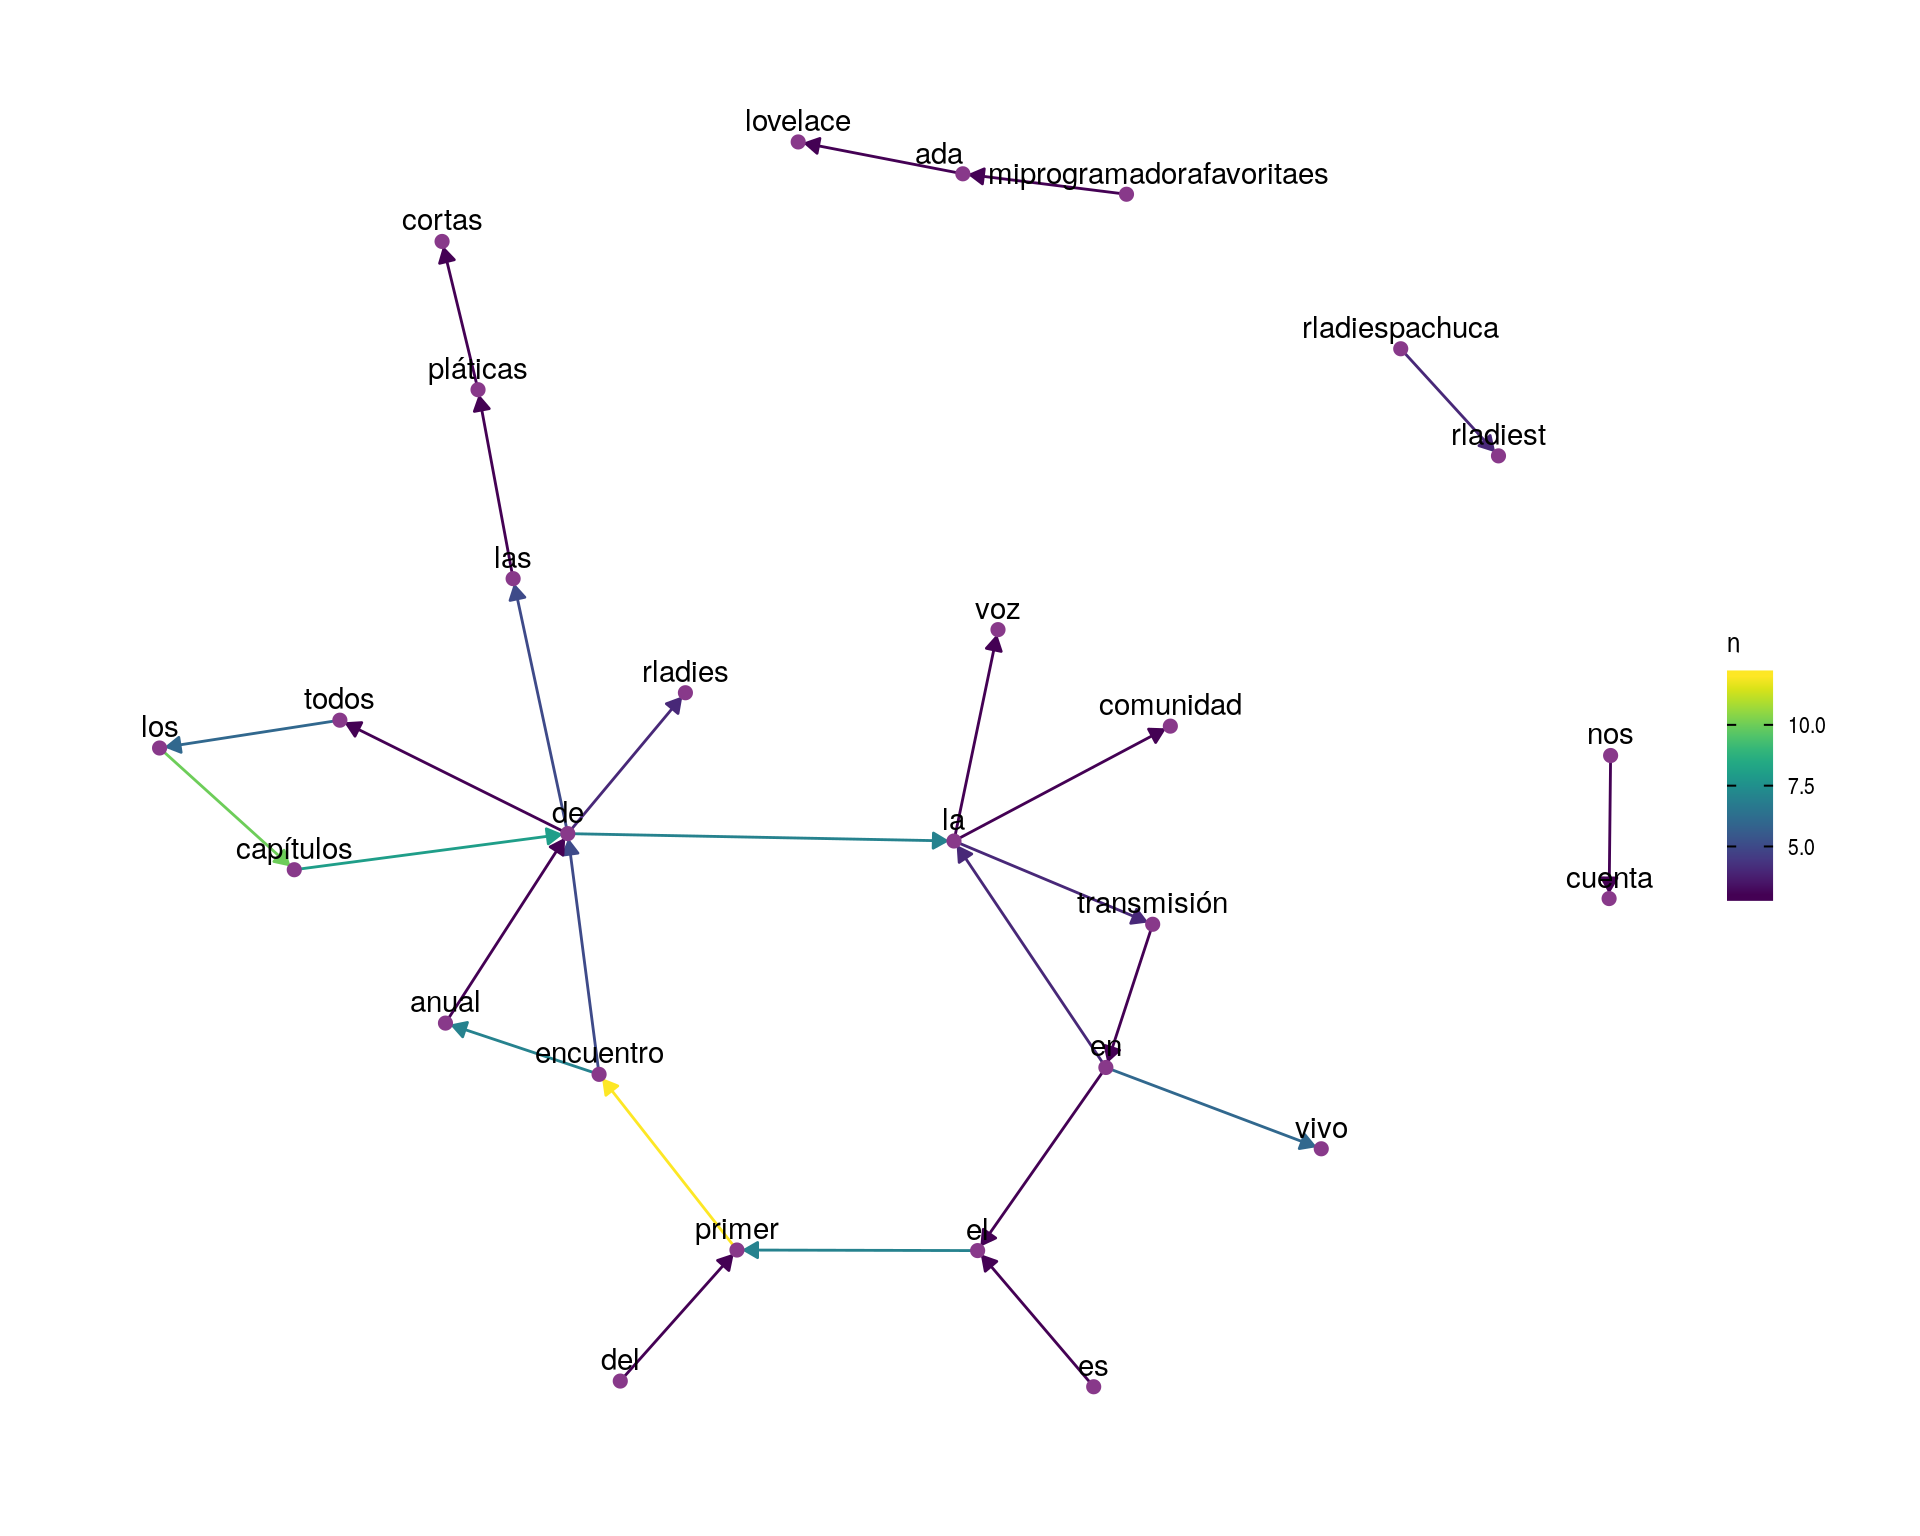 lovelace
ada
miprogramadorafavoritaes
cortas
rladiespachuca
pláticas
rladiest
las
voz
n
rladies
todos
comunidad
los
nos
10.0
7.5
de
la
5.0
capítulos
cuenta
transmisión
anual
encuentro
en
vivo
primer
el
del
es